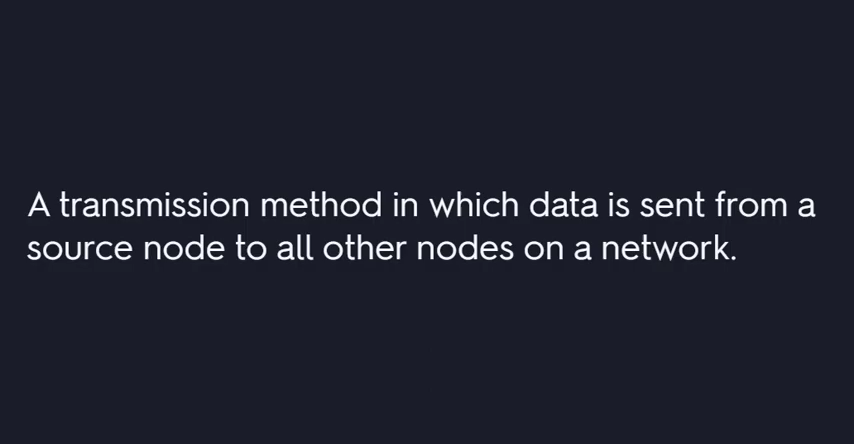 A transmission method in which data is sent from a
source node to all other nodes on a network.